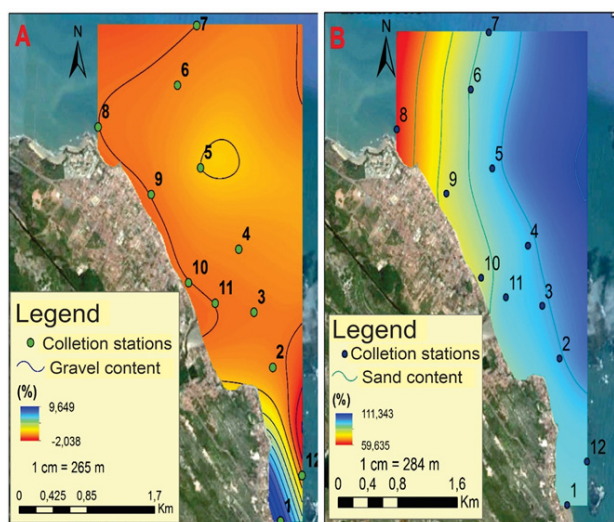 A
N
7
6
8
5
9
4
10
11
3
2
12
1
Legend
Colletion stations
Gravel content
(%)
9,649
-2,038
1 cm = 265 m
0 0,425 0,85 1,7
Km
B
N
7
6
8
5
9
4
10
11
3
2
12
1
Legend
Colletion stations
Sand content
(%)
111,343
59,635
1 cm = 284 m
0 0,4 0,8 1,6
Km